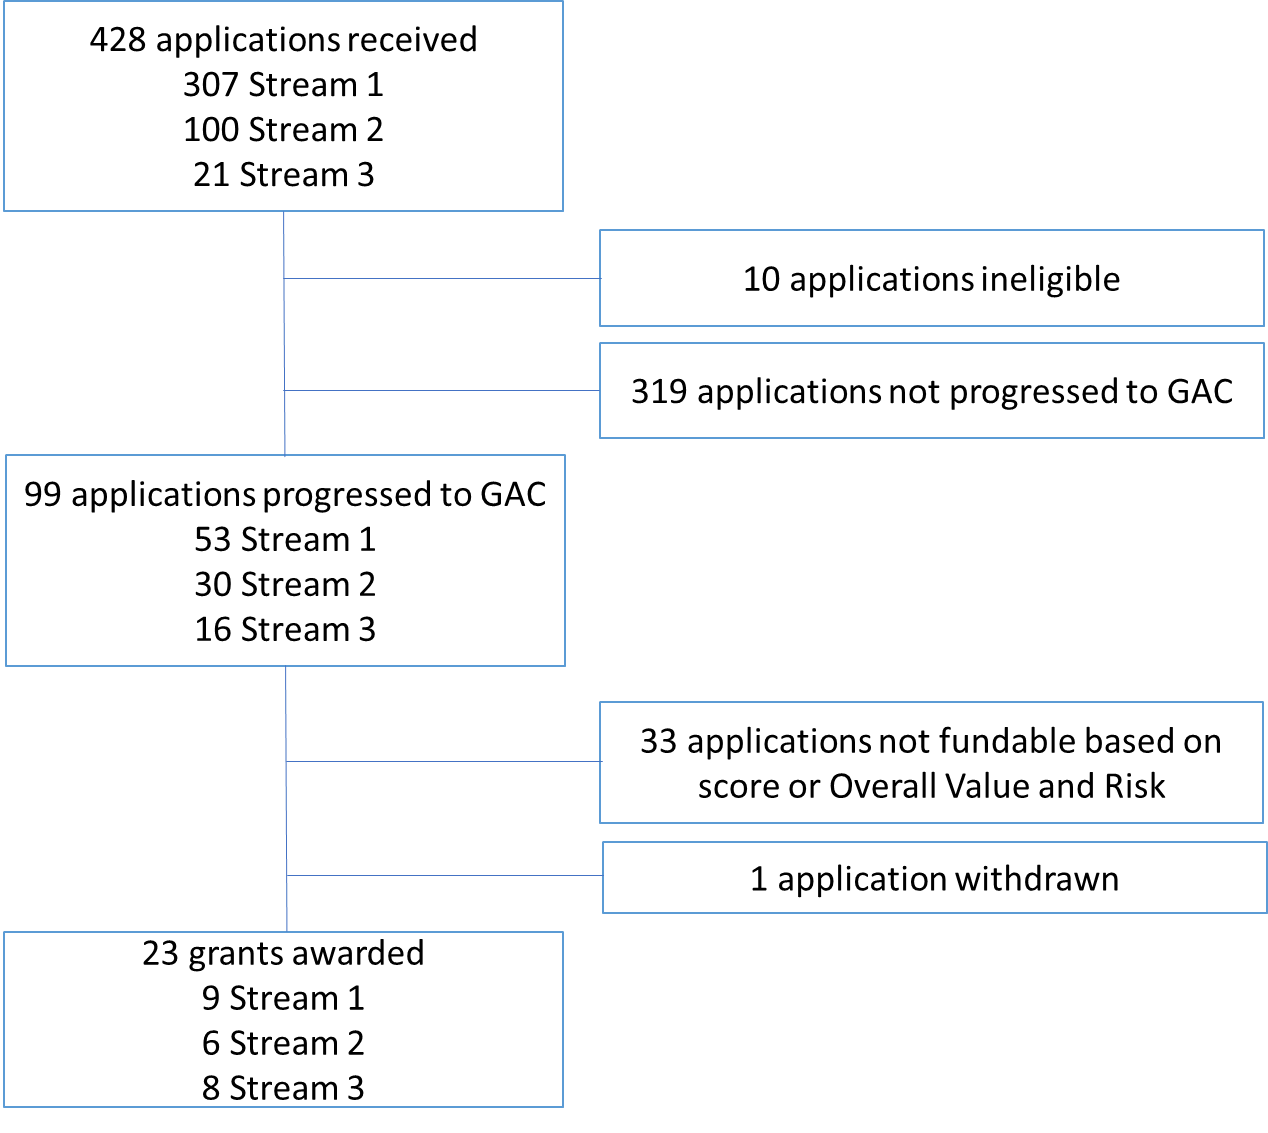 428 applications received
307 Stream 1
100 Stream 2
21 Stream 3
10 applications ineligible
319 applications not progressed to GAC
99 applications progressed to GAC
53 Stream 1
30 Stream 2
16 Stream 3
33 applications not fundable based on
score or Overall Value and Risk
1 application withdrawn
23 grants awarded
9 Stream 1
6 Stream 2
8 Stream 3